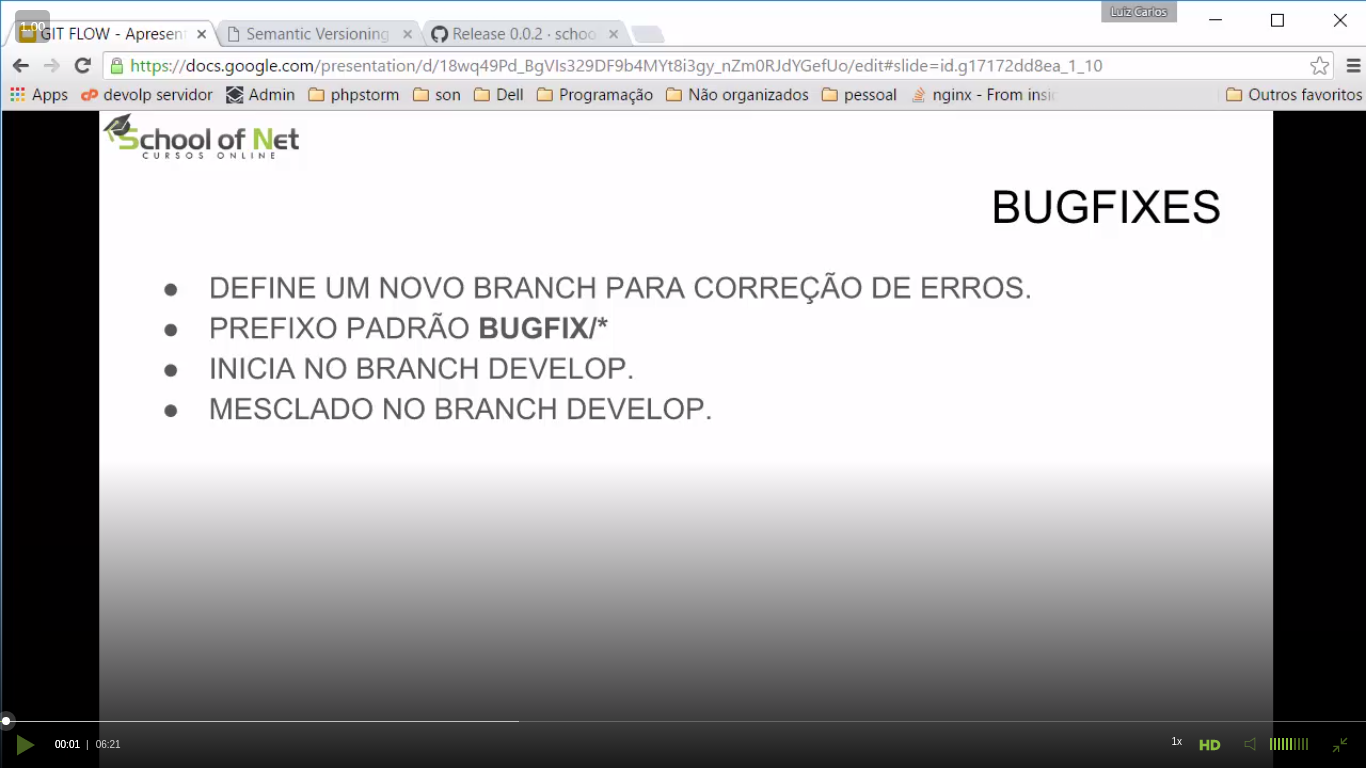 1.00
GIT FLOW - Apresent
Semantic Versioning
Release 0.0.2 · schoo
Luiz Carlos
https://docs.google.com/presentation/d/18wq49Pd_BgVIs329DF9b4MYt8i3gy_nZm0RJdYGefUo/edit#slide=id.g17172dd8ea_1_10
Apps devolp servidor Admin phpstorm son Dell Programação Não organizados pessoal nginx - From insid Outros favoritos
School of Net
CURSOS ONLINE
BUGFIXES
● DEFINE UM NOVO BRANCH PARA CORREÇÃO DE ERROS.
● PREFIXO PADRÃO BUGFIX/*
● INICIA NO BRANCH DEVELOP.
● MESCLADO NO BRANCH DEVELOP.
00:01 | 06:21
1x HD